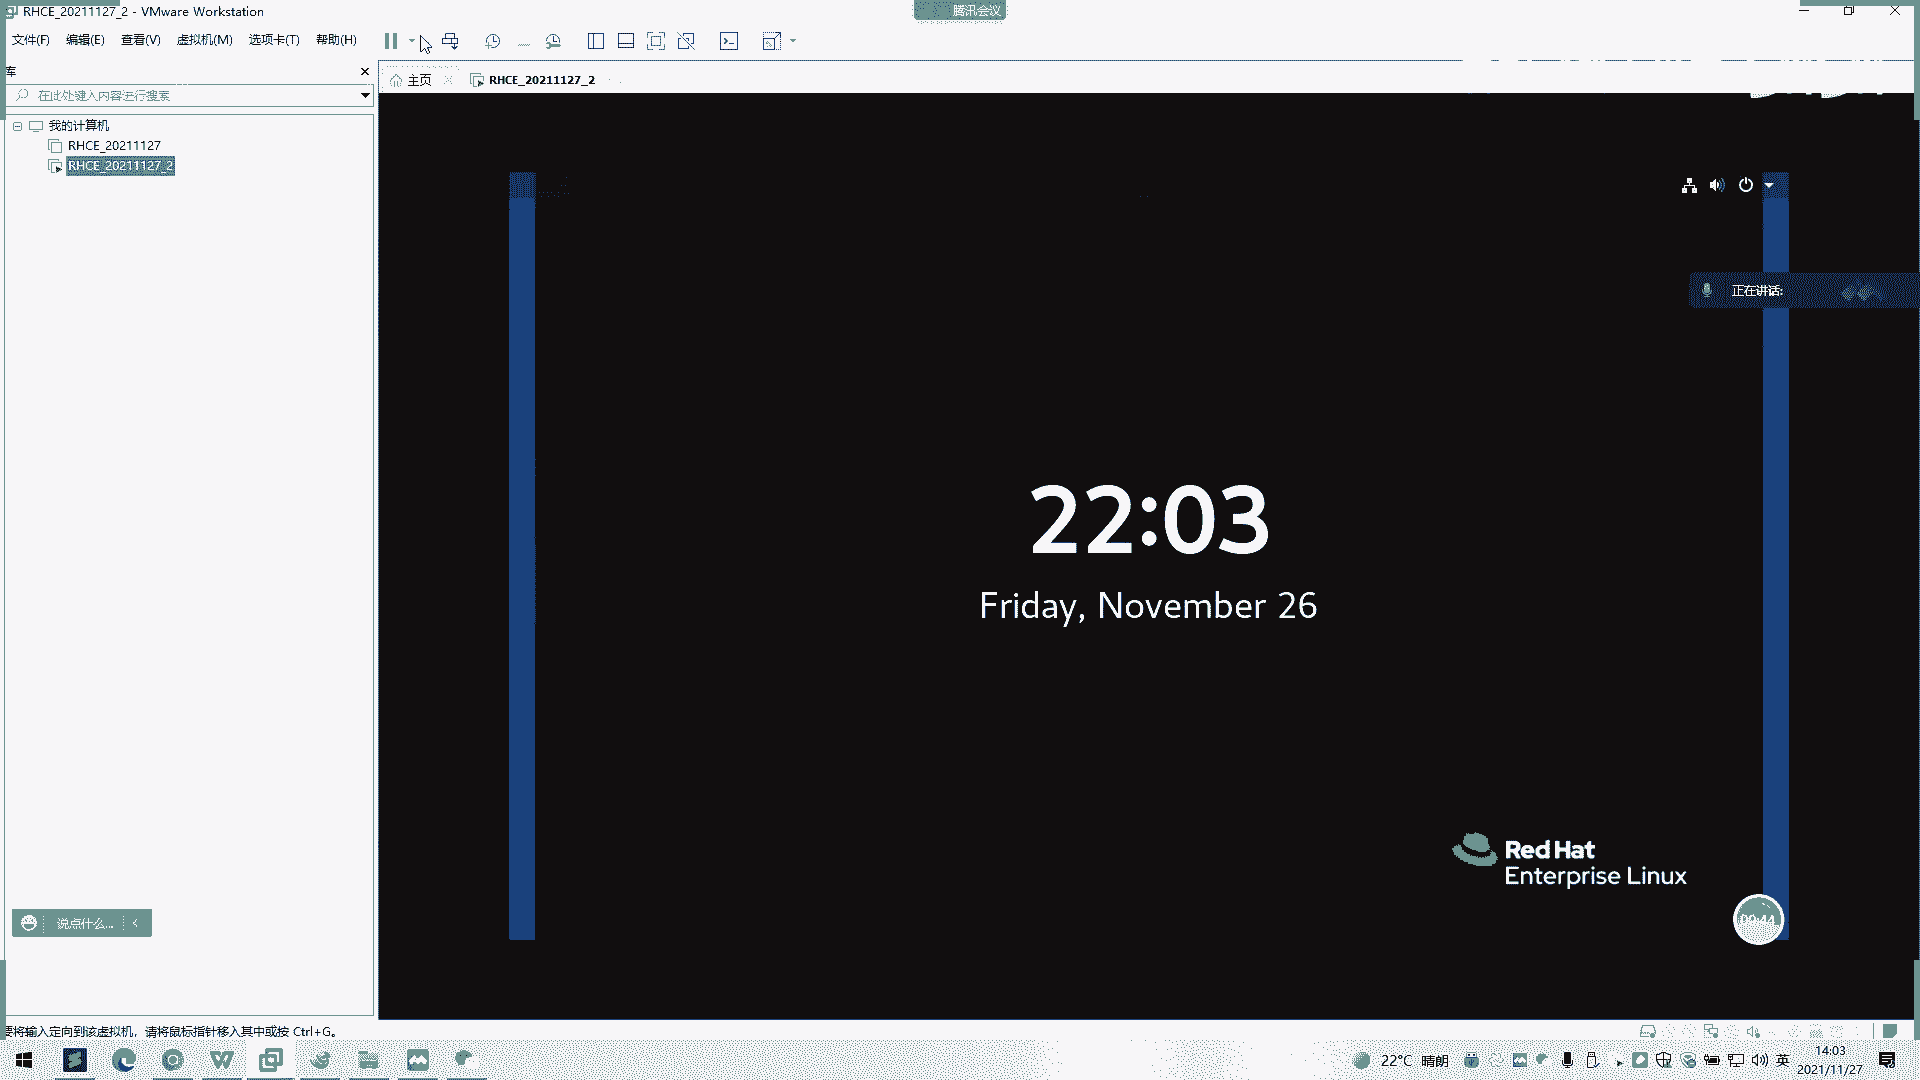 RHCE_20211127_2 - VMware Workstation
腾讯会议
文件(F) 编辑(E) 查看(V) 虚拟机(M) 选项卡(T) 帮助(H)
库
主页
RHCE_20211127_2
在此处键入内容进行搜索
我的计算机
RHCE_20211127
RHCE_20211127_2
正在讲话:
22:03
Friday, November 26
Red Hat
Enterprise Linux
00:44
说点什么...
要将输入定向到该虚拟机，请将鼠标指针移入其中或按 Ctrl+G。
22°C 晴朗
英
14:03
2021/11/27